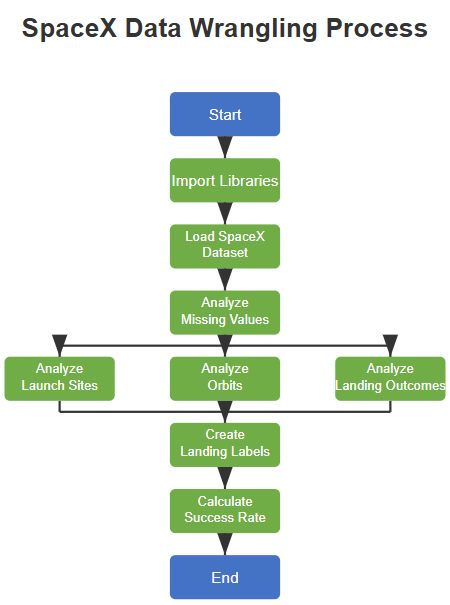 SpaceX Data Wrangling Process
Start
Import Libraries
Load SpaceX
Dataset
Analyze
Missing Values
Analyze
Launch Sites
Analyze
Orbits
Analyze
Landing Outcomes
Create
Landing Labels
Calculate
Success Rate
End